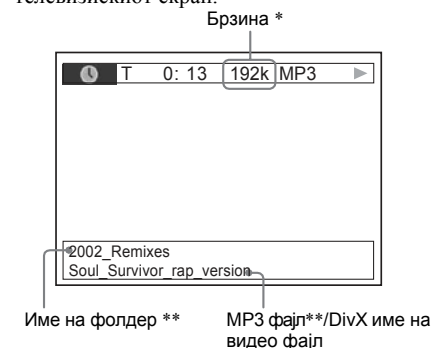 телевизискиот екран.
Брзина *
T 0: 13 192k MP3
2002_Remixes
Soul_Survivor_rap_version
Име на фолдер ** MP3 фајл**/DivX име на
видео фајл